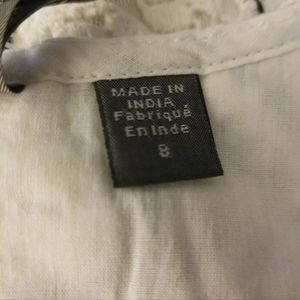 MADE IN
INDIA
Fabriqué
En Inde
8